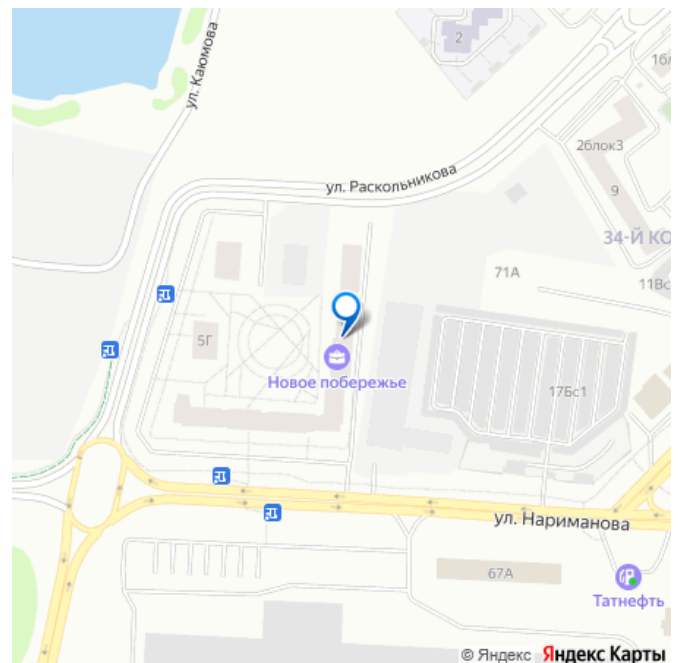 ул. Каюмова
2
16/
ул. Раскольникова
2блок3
9
34-Й КО
71А
11Вс
5Г
Новое побережье
17Бс1
ул. Нариманова
67А
Татнефть
© Яндекс Яндекс Карты